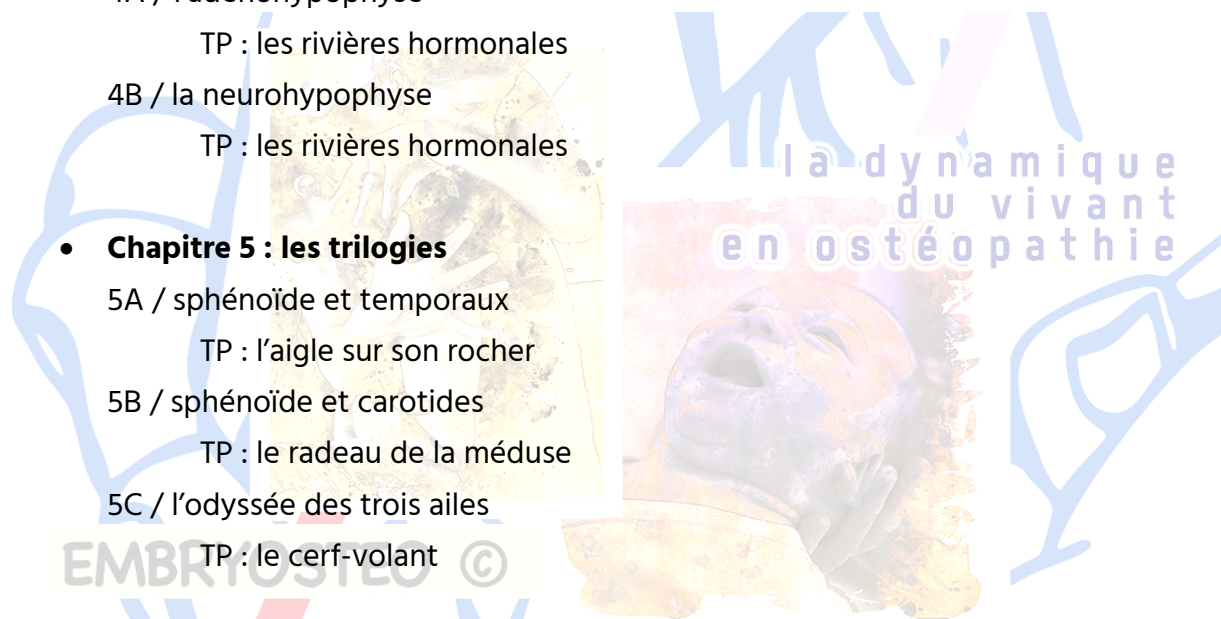 4A / l'adénohypophyse
TP : les rivières hormonales
4B / la neurohypophyse
TP : les rivières hormonales
la dynamique
du vivant
en ostéopathie
• Chapitre 5 : les trilogies
5A / sphénoïde et temporaux
TP : l’aigle sur son rocher
5B / sphénoïde et carotides
TP : le radeau de la méduse
5C / l’odyssée des trois ailes
TP : le cerf-volant
EMBRYOSTEO ©